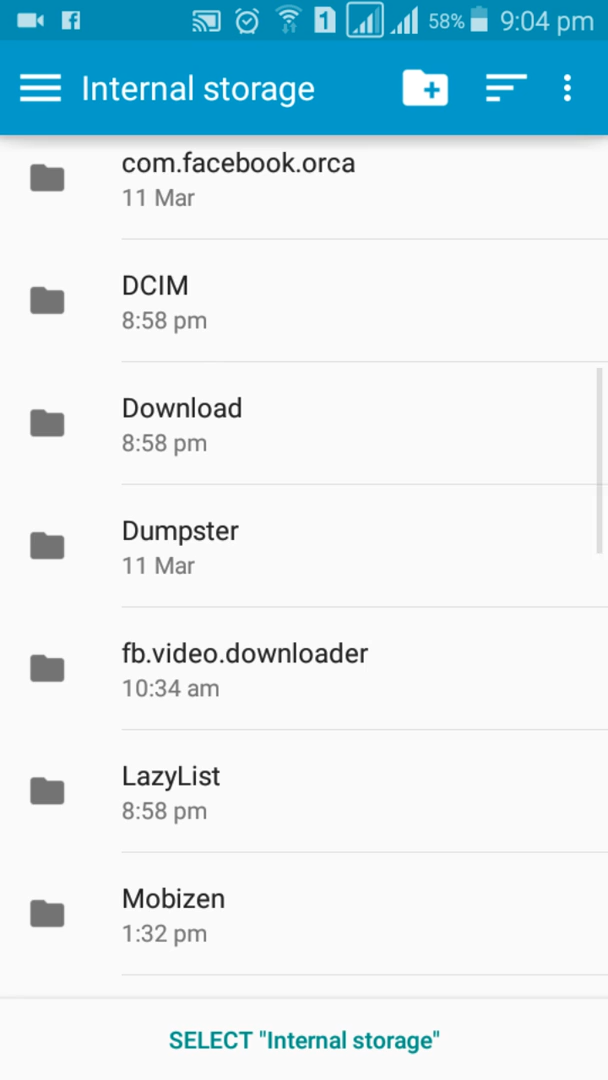 1 58% 9:04 pm
Internal storage
com.facebook.orca
11 Mar
DCIM
8:58 pm
Download
8:58 pm
Dumpster
11 Mar
fb.video.downloader
10:34 am
LazyList
8:58 pm
Mobizen
1:32 pm
SELECT "Internal storage"